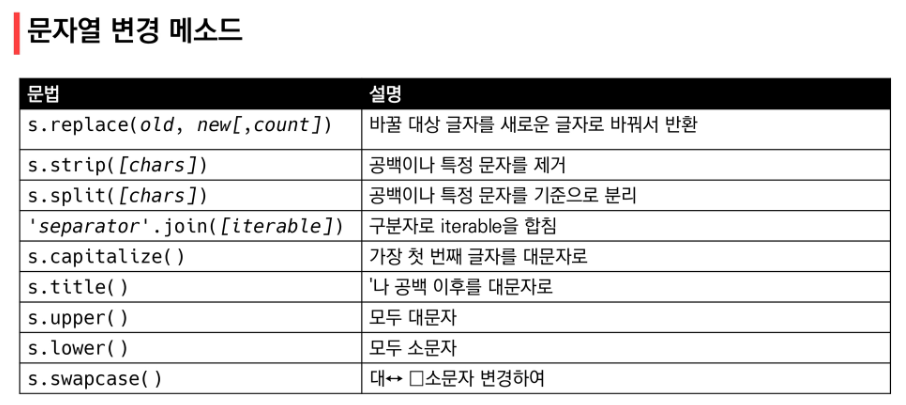 문자열 변경 메소드
문법 설명
s.replace(old, new[,count]) 바꿀 대상 글자를 새로운 글자로 바꿔서 반환
s.strip([chars]) 공백이나 특정 문자를 제거
s.split([chars]) 공백이나 특정 문자를 기준으로 분리
'separator'.join([iterable]) 구분자로 iterable을 합침
s.capitalize() 가장 첫 번째 글자를 대문자로
s.title() '나 공백 이후를 대문자로
s.upper() 모두 대문자
s.lower() 모두 소문자
s.swapcase() 대↔ □소문자 변경하여